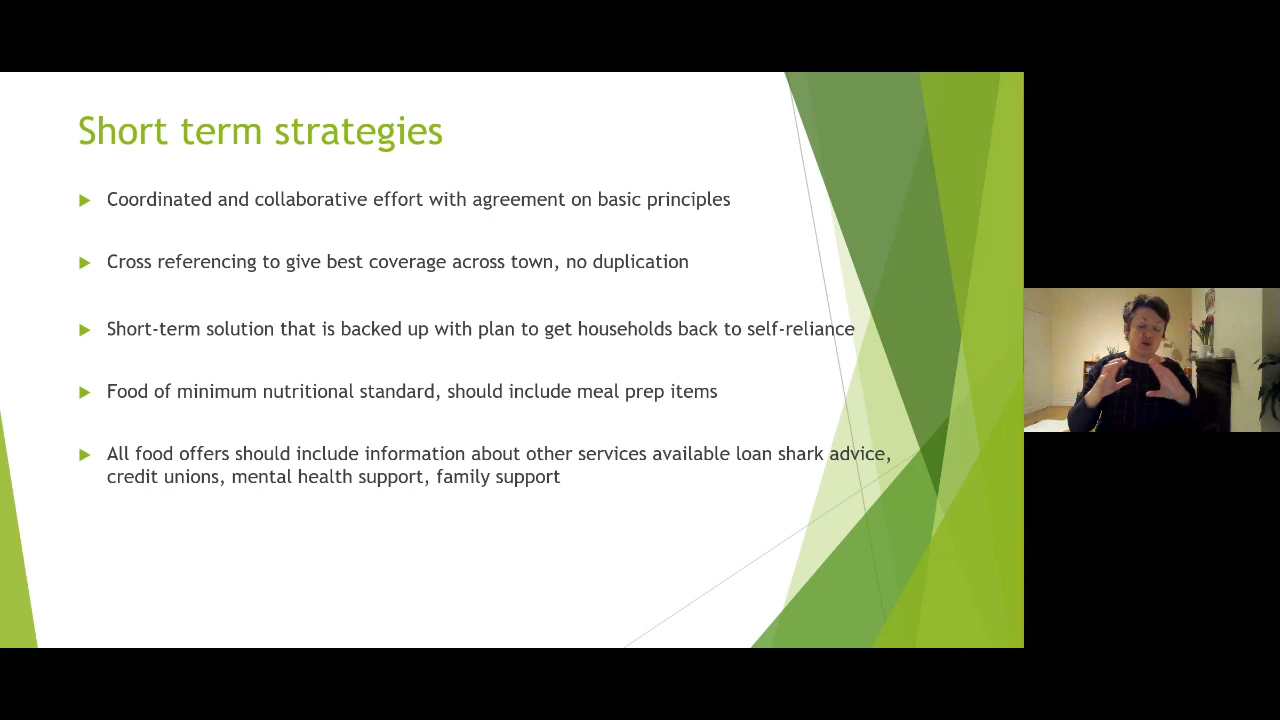 Short term strategies
Coordinated and collaborative effort with agreement on basic principles
Cross referencing to give best coverage across town, no duplication
Short-term solution that is backed up with plan to get households back to self-reliance
Food of minimum nutritional standard, should include meal prep items
All food offers should include information about other services available loan shark advice,
credit unions, mental health support, family support